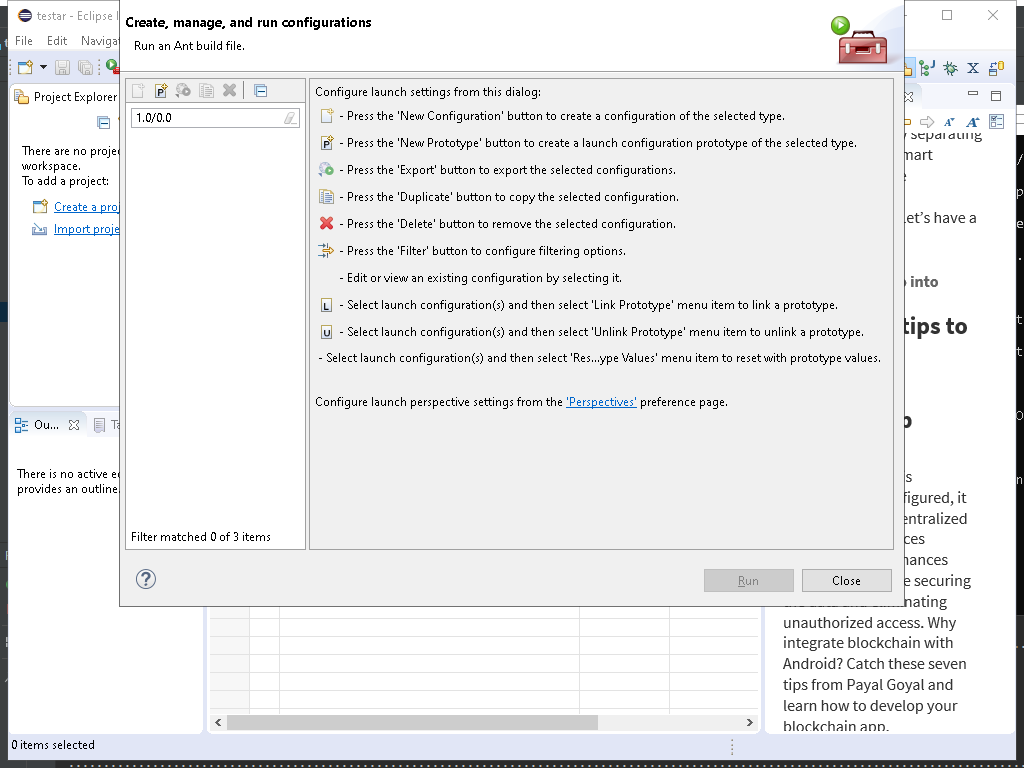 testar - Eclipse I
File Edit Naviga
Create, manage, and run configurations
Run an Ant build file.
Project Explorer
There are no proje
workspace.
To add a project:
Create a proj
Import proje
1.0/0.0
Filter matched 0 of 3 items
Configure launch settings from this dialog:
- Press the 'New Configuration' button to create a configuration of the selected type.
- Press the 'New Prototype' button to create a launch configuration prototype of the selected type.
- Press the 'Export' button to export the selected configurations.
- Press the 'Duplicate' button to copy the selected configuration.
- Press the 'Delete' button to remove the selected configuration.
- Press the 'Filter' button to configure filtering options.
- Edit or view an existing configuration by selecting it.
- Select launch configuration(s) and then select 'Link Prototype' menu item to link a prototype.
- Select launch configuration(s) and then select 'Unlink Prototype' menu item to unlink a prototype.
- Select launch configuration(s) and then select 'Res...ype Values' menu item to reset with prototype values.
Configure launch perspective settings from the 'Perspectives' preference page.
Run
Close
Ou...
Ta
There is no active e
provides an outline.
separating
mart
Let's have a
into
tips to
s
figured, it
entralized
ces
nances
e securing
unauthorized access. Why
integrate blockchain with
Android? Catch these seven
tips from Payal Goyal and
learn how to develop your
blockchain app.
0 items selected